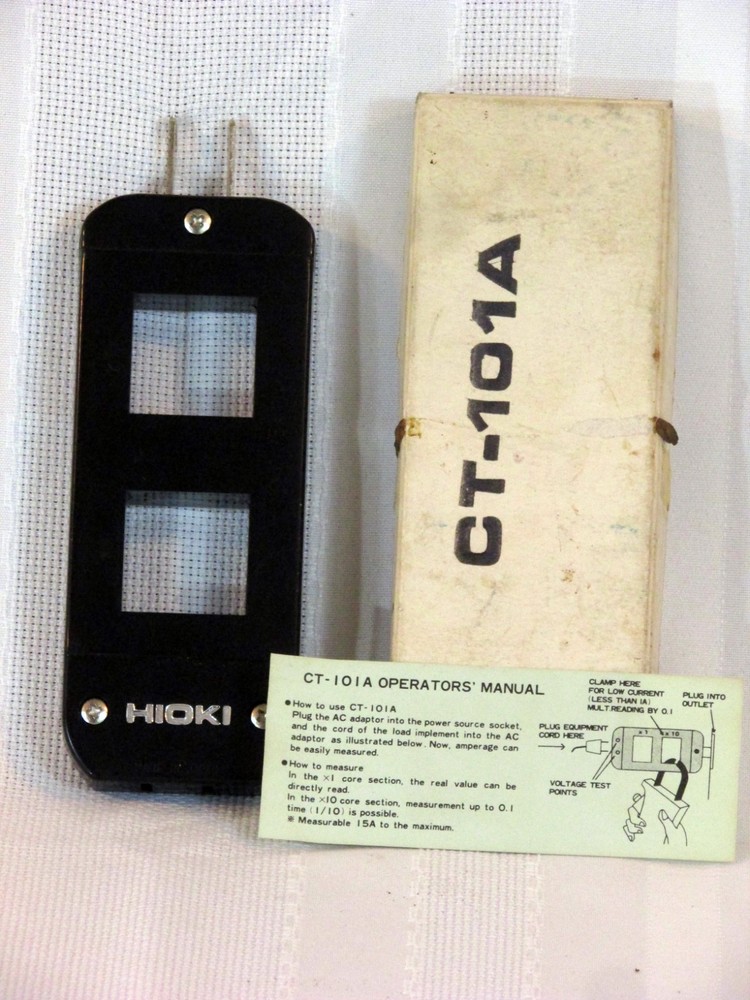 HIOKI
CT-101A
CT-101A OPERATORS' MANUAL
●How to use CT-101A
Plug the AC adaptor into the power source socket,
and the cord of the load implement into the AC
adaptor as illustrated below. Now, amperage can
be easily measured.
●How to measure
In the ×1 core section, the real value can be
directly read.
In the ×10 core section, measurement up to 0.1
time (1/10) is possible.
※ Measurable 15A to the maximum.
CLAMP HERE
FOR LOW CURRENT
(LESS THAN 1A)
MULT.READING BY 0.1
PLUG INTO
OUTLET
PLUG EQUIPMENT
CORD HERE
×1
×10
VOLTAGE TEST
POINTS